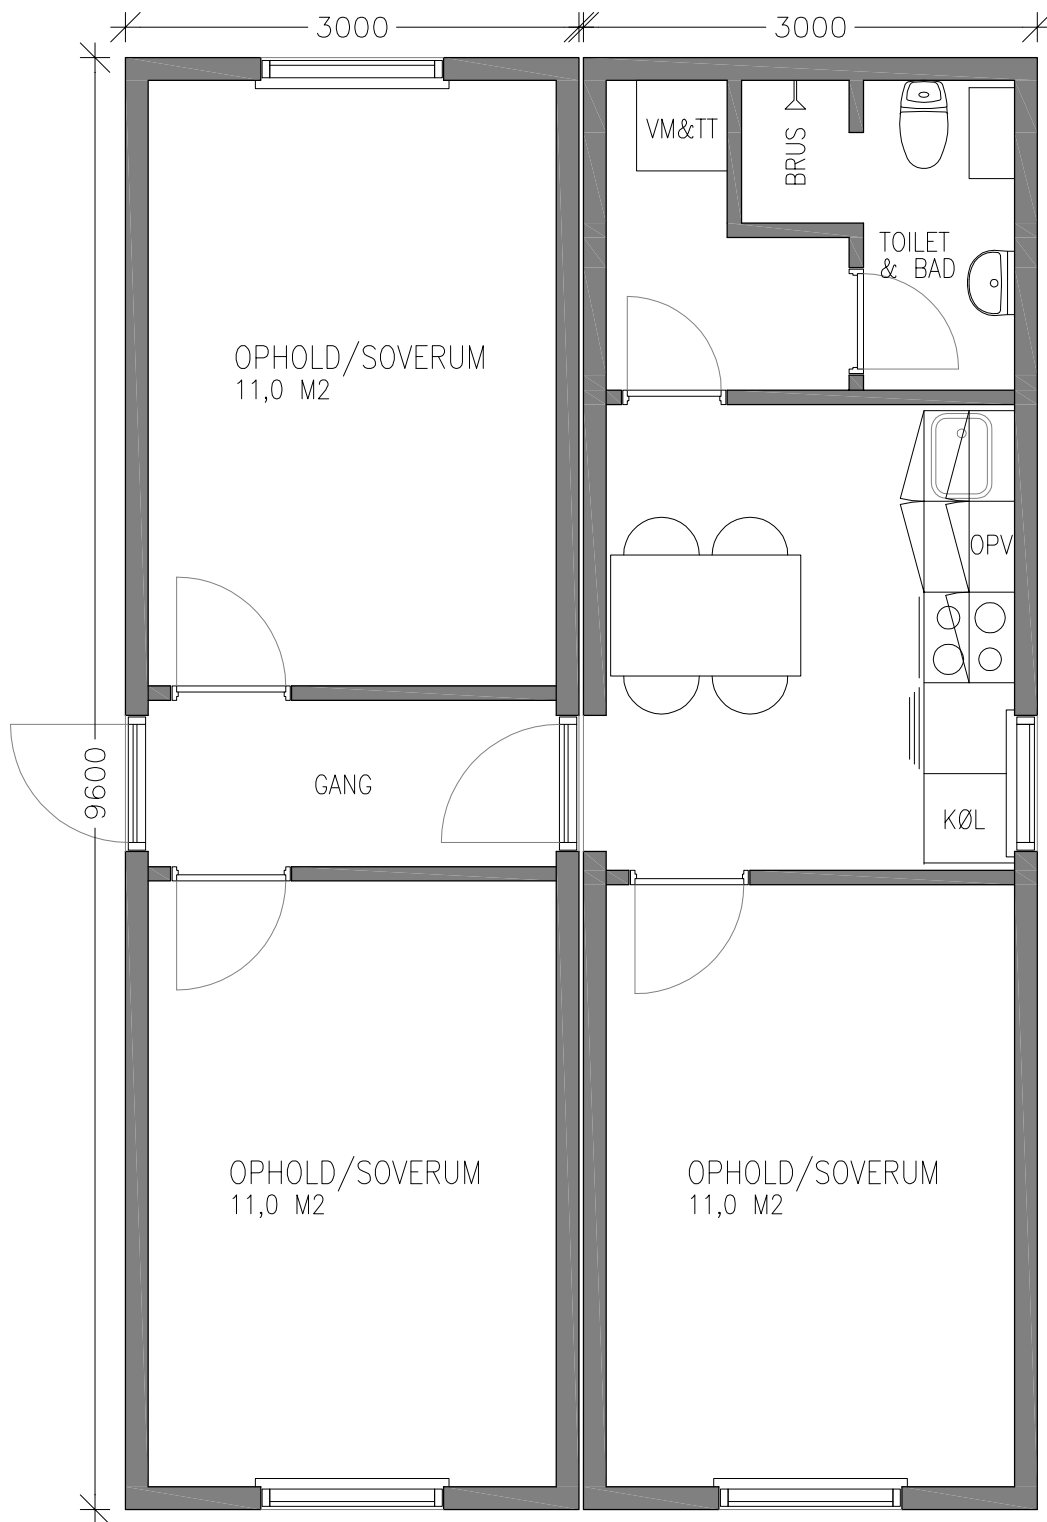 3000
3000
VM&TT
BRUS
TOILET
& BAD
OPHOLD/SOVERUM
11,0 M2
OPV
9600
GANG
KØL
OPHOLD/SOVERUM
11,0 M2
OPHOLD/SOVERUM
11,0 M2